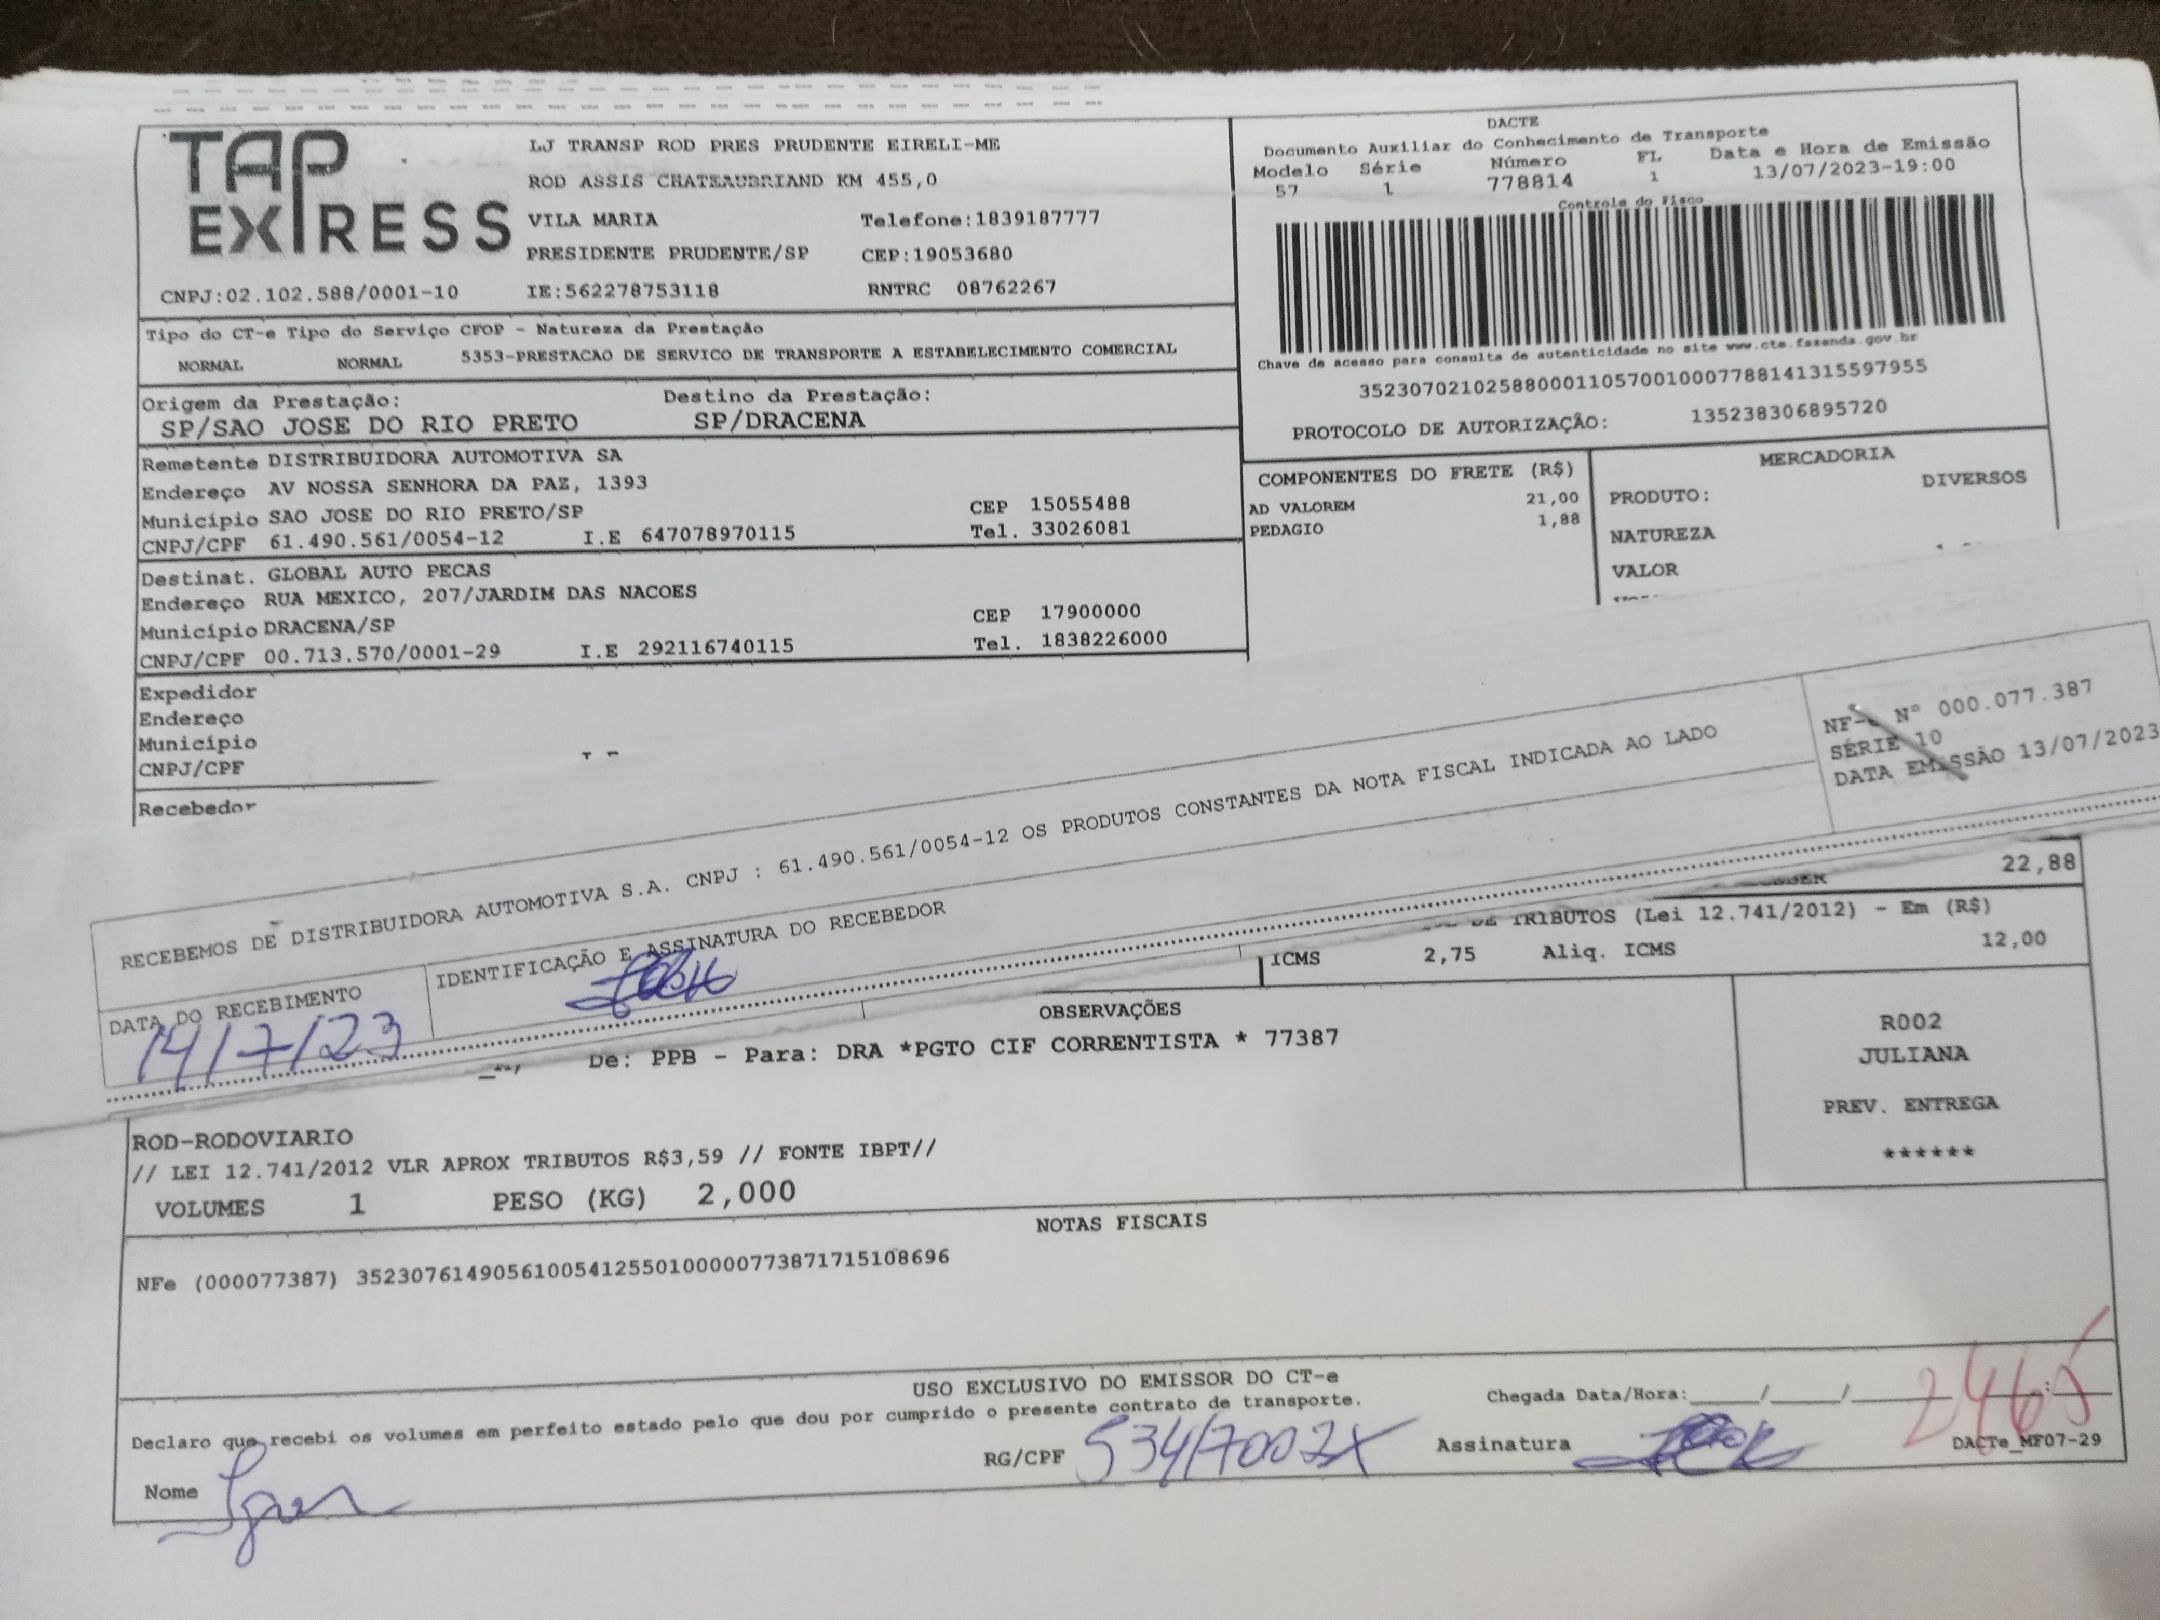 TAP
EXPRESS
LJ TRANSP ROD PRES PRUDENTE EIRELI-ME
ROD ASSIS CHATEAUBRIAND KM 455,0
VILA MARIA Telefone:1839187777
PRESIDENTE PRUDENTE/SP CEP:19053680
CNPJ:02.102.588/0001-10 IE:562278753118 RNTRC 08762267
DACTE
Documento Auxiliar do Conhecimento de Transporte
Modelo Série Número FL Data e Hora de Emissão
57 1 778814 1 13/07/2023-19:00
Controle do Fisco
Chave de acesso para consulta de autenticidade no site www.cte.fazenda.gov.br
35230702102588000110570010007788141315597955
PROTOCOLO DE AUTORIZAÇÃO: 135238306895720
Tipo do CT-e Tipo do Serviço CFOP - Natureza da Prestação
NORMAL NORMAL 5353-PRESTACAO DE SERVICO DE TRANSPORTE A ESTABELECIMENTO COMERCIAL
Origem da Prestação: Destino da Prestação:
SP/SAO JOSE DO RIO PRETO SP/DRACENA
Remetente DISTRIBUIDORA AUTOMOTIVA SA
Endereço AV NOSSA SENHORA DA PAZ, 1393
Município SAO JOSE DO RIO PRETO/SP CEP 15055488
CNPJ/CPF 61.490.561/0054-12 I.E 647078970115 Tel. 33026081
COMPONENTES DO FRETE (R$)
AD VALOREM 21,00
PEDAGIO 1,88
MERCADORIA
PRODUTO: DIVERSOS
NATUREZA
VALOR
Destinat. GLOBAL AUTO PECAS
Endereço RUA MEXICO, 207/JARDIM DAS NACOES
Município DRACENA/SP CEP 17900000
CNPJ/CPF 00.713.570/0001-29 I.E 292116740115 Tel. 1838226000
Expedidor
Endereço
Município
CNPJ/CPF
Recebedor
RECEBEMOS DE DISTRIBUIDORA AUTOMOTIVA S.A. CNPJ : 61.490.561/0054-12 OS PRODUTOS CONSTANTES DA NOTA FISCAL INDICADA AO LADO
NF-e Nº 000.077.387
SÉRIE 10
DATA EMISSÃO 13/07/2023
DATA DO RECEBIMENTO IDENTIFICAÇÃO E ASSINATURA DO RECEBEDOR
14/7/23
22,88
DE TRIBUTOS (Lei 12.741/2012) - Em (R$)
ICMS 2,75 Aliq. ICMS 12,00
OBSERVAÇÕES
De: PPB - Para: DRA *PGTO CIF CORRENTISTA * 77387
R002
JULIANA
PREV. ENTREGA
******
ROD-RODOVIARIO
// LEI 12.741/2012 VLR APROX TRIBUTOS R$3,59 // FONTE IBPT//
VOLUMES 1 PESO (KG) 2,000
NOTAS FISCAIS
NFe (000077387) 35230761490561005412550100000773871715108696
USO EXCLUSIVO DO EMISSOR DO CT-e
Declaro que recebi os volumes em perfeito estado pelo que dou por cumprido o presente contrato de transporte.
Chegada Data/Hora:____/____/____ :
2465
Nome Igor RG/CPF Assinatura
DACTe_MF07-29